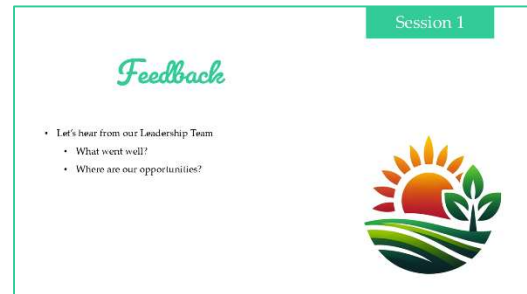 Session 1
Feedback
• Let's hear from our Leadership Team
• What went well?
• Where are our opportunities?